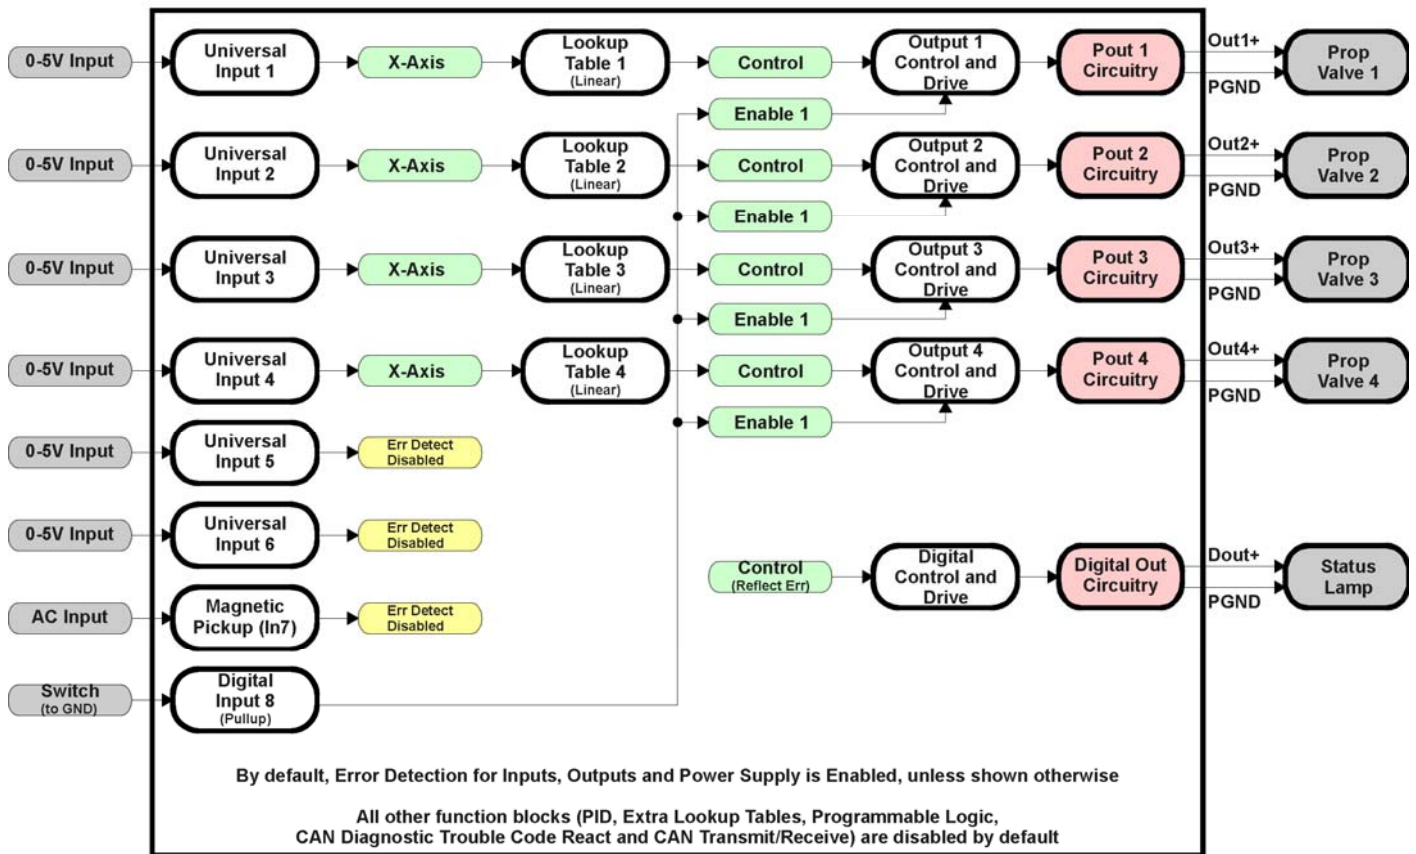 0-5V Input
Universal
Input 1
X-Axis
Lookup
Table 1
(Linear)
Control
Output 1
Control and
Drive
Pout 1
Circuitry
Out1+
PGND
Prop
Valve 1
Enable 1
0-5V Input
Universal
Input 2
X-Axis
Lookup
Table 2
(Linear)
Control
Output 2
Control and
Drive
Pout 2
Circuitry
Out2+
PGND
Prop
Valve 2
Enable 1
0-5V Input
Universal
Input 3
X-Axis
Lookup
Table 3
(Linear)
Control
Output 3
Control and
Drive
Pout 3
Circuitry
Out3+
PGND
Prop
Valve 3
Enable 1
0-5V Input
Universal
Input 4
X-Axis
Lookup
Table 4
(Linear)
Control
Output 4
Control and
Drive
Pout 4
Circuitry
Out4+
PGND
Prop
Valve 4
Enable 1
0-5V Input
Universal
Input 5
Err Detect
Disabled
0-5V Input
Universal
Input 6
Err Detect
Disabled
Control
(Reflect Err)
Digital
Control and
Drive
Digital Out
Circuitry
Dout+
PGND
Status
Lamp
AC Input
Magnetic
Pickup (In7)
Err Detect
Disabled
Switch
(to GND)
Digital
Input 8
(Pullup)
By default, Error Detection for Inputs, Outputs and Power Supply is Enabled, unless shown otherwise
All other function blocks (PID, Extra Lookup Tables, Programmable Logic,
CAN Diagnostic Trouble Code React and CAN Transmit/Receive) are disabled by default